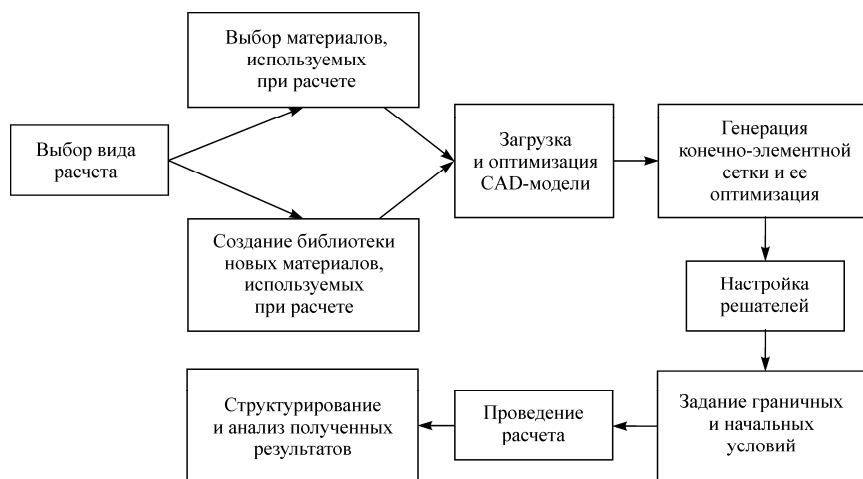 Выбор вида
расчета
Выбор материалов,
используемых
при расчете
Создание библиотеки
новых материалов,
используемых
при расчете
Загрузка
и оптимизация
CAD-модели
Генерация
конечно-элементной
сетки и ее
оптимизация
Настройка
решателей
Задание граничных
и начальных
условий
Проведение
расчета
Структурирование
и анализ полученных
результатов